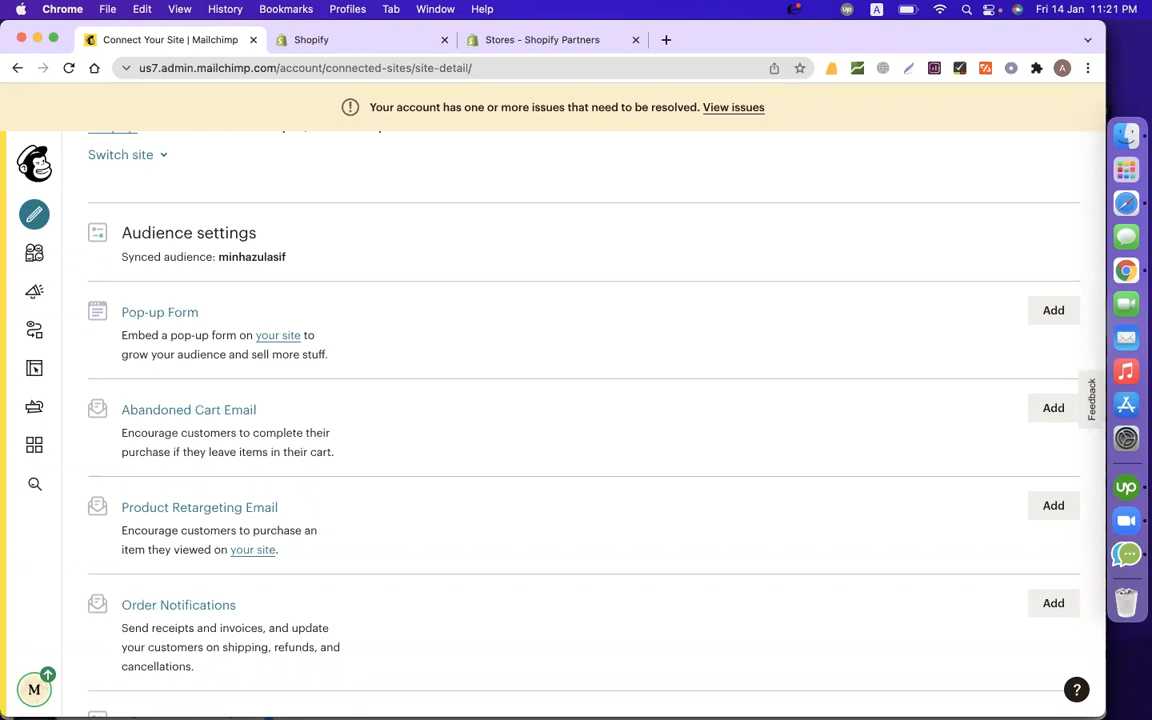 Chrome File Edit View History Bookmarks Profiles Tab Window Help
up A Fri 14 Jan 11:21 PM
Connect Your Site | Mailchimp
Shopify
Stores - Shopify Partners
us7.admin.mailchimp.com/account/connected-sites/site-detail/
A
Your account has one or more issues that need to be resolved. View issues
Switch site
Audience settings
Synced audience: minhazulasif
Pop-up Form
Add
Embed a pop-up form on your site to
grow your audience and sell more stuff.
Abandoned Cart Email
Add
Encourage customers to complete their
purchase if they leave items in their cart.
Feedback
Product Retargeting Email
Add
Encourage customers to purchase an
item they viewed on your site.
up
Order Notifications
Add
Send receipts and invoices, and update
your customers on shipping, refunds, and
cancellations.
M
?